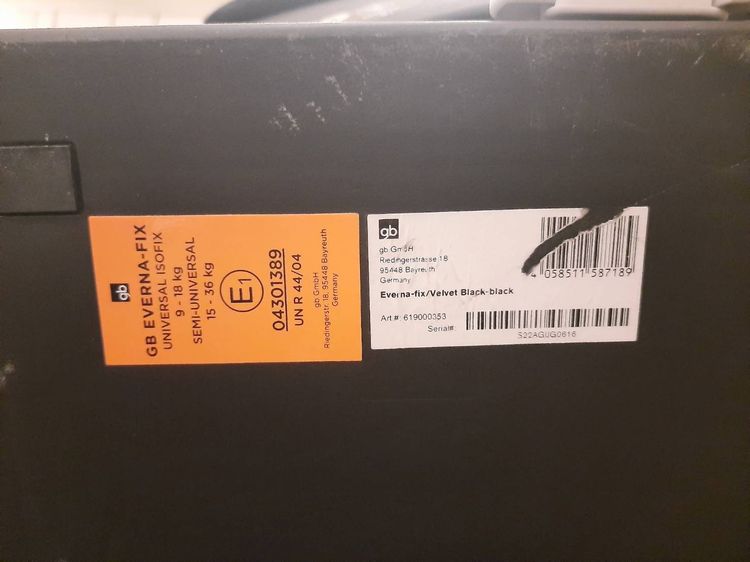 gb
GB EVERNA-FIX
UNIVERSAL ISOFIX
9 - 18 kg
SEMI-UNIVERSAL
15 - 36 kg
E1
04301389
UN R 44/04
gb GmbH
Riedingerstr. 18, 95448 Bayreuth
Germany
gb
gb GmbH
Riedingerstrasse 18
95448 Bayreuth
Germany
4 058511 587189
Everna-fix/Velvet Black-black
Art.#: 619000353
Serial#:
S22AGUG0616